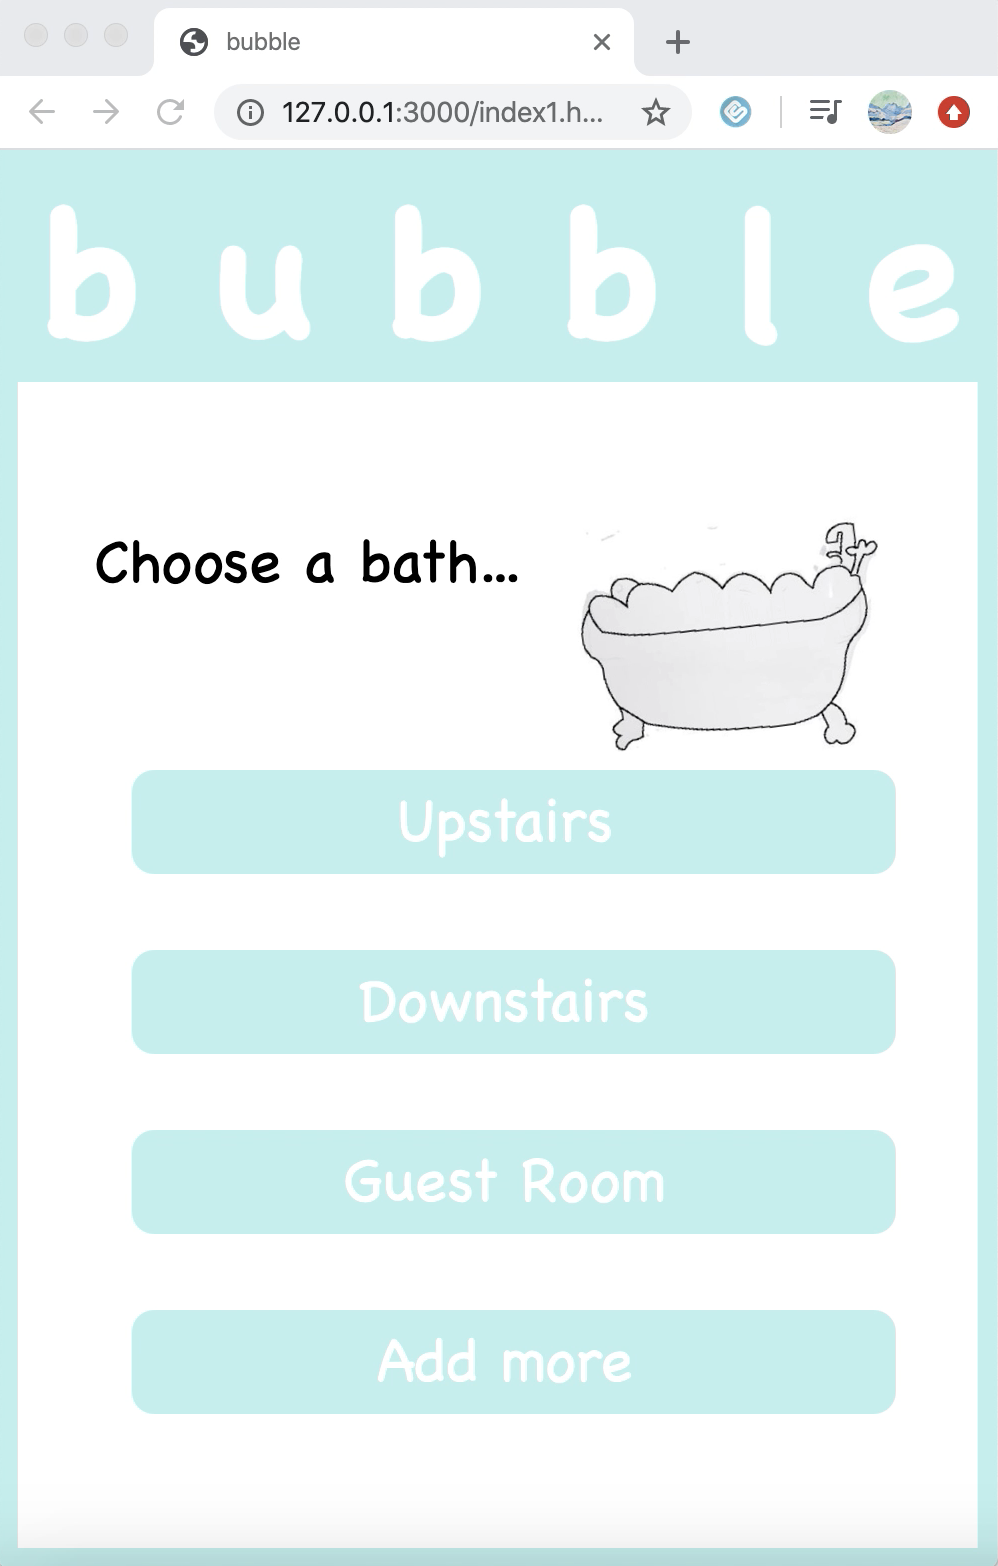 bubble
127.0.0.1:3000/index1.h...
b u b b l e
Choose a bath...
Upstairs
Downstairs
Guest Room
Add more